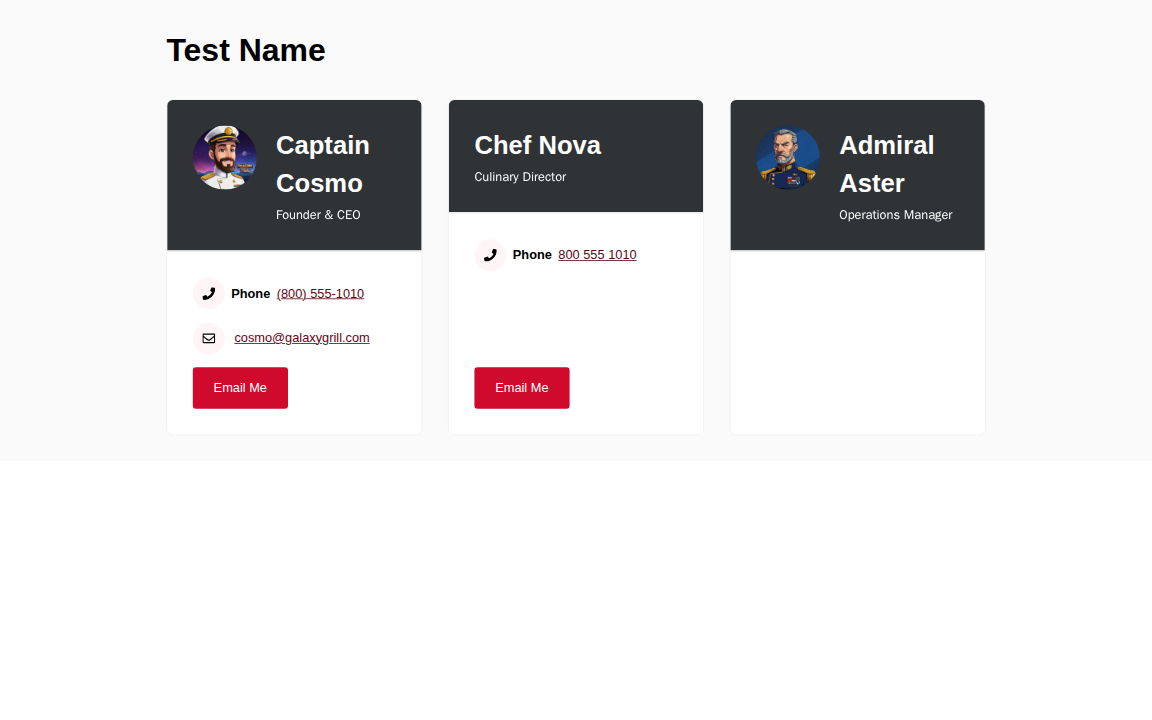 Test Name
Captain
Cosmo
Founder & CEO
Phone (800) 555-1010
cosmo@galaxygrill.com
Email Me
Chef Nova
Culinary Director
Phone 800 555 1010
Email Me
Admiral
Aster
Operations Manager